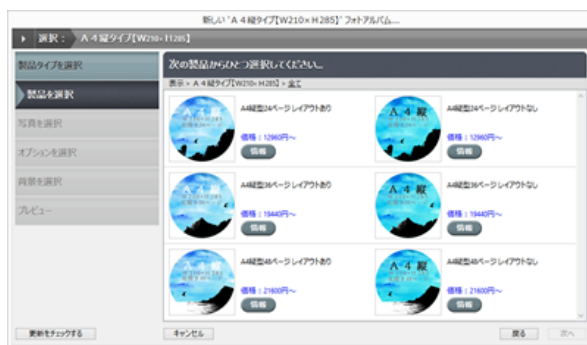 新しい "A 4 縦タイプ【W210×H285】" フォトアルバム....
選択： A 4 縦タイプ【W210×H285】
製品タイプを選択
製品を選択
写真を選択
オプションを選択
背景を選択
プレビュー
次の製品からひとつ選択してください...
表示 > A 4 縦タイプ【W210×H285】 > 全て
A 4 縦
A4縦型24ページレイアウトあり
価格：12960円〜
情報
A 4 縦
A4縦型24ページレイアウトなし
価格：12960円〜
情報
A 4 縦
A4縦型36ページレイアウトあり
価格：19440円〜
情報
A 4 縦
A4縦型36ページレイアウトなし
価格：19440円〜
情報
A 4 縦
A4縦型48ページレイアウトあり
価格：21600円〜
情報
A 4 縦
A4縦型48ページレイアウトなし
価格：21600円〜
情報
更新をチェックする
キャンセル
戻る
次へ